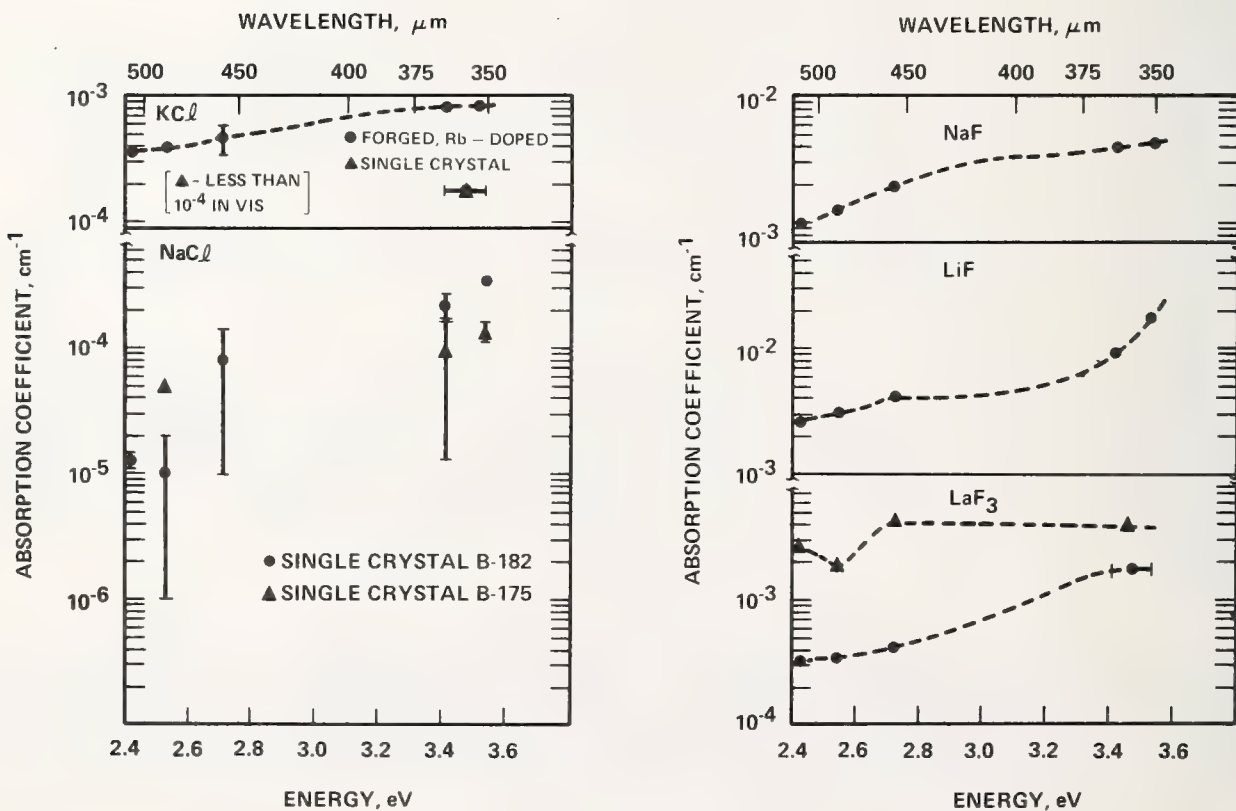 WAVELENGTH, μm
500 450 400 375 350
10-3
KCℓ
● FORGED, Rb – DOPED
▲ SINGLE CRYSTAL
[▲ - LESS THAN
10-4 IN VIS]
10-4
NaCℓ
10-4
10-5
10-6
● SINGLE CRYSTAL B-182
▲ SINGLE CRYSTAL B-175
ABSORPTION COEFFICIENT, cm-1
2.4 2.6 2.8 3.0 3.2 3.4 3.6
ENERGY, eV
WAVELENGTH, μm
500 450 400 375 350
10-2
NaF
10-3
LiF
10-2
10-3
LaF3
10-3
10-4
ABSORPTION COEFFICIENT, cm-1
2.4 2.6 2.8 3.0 3.2 3.4 3.6
ENERGY, eV